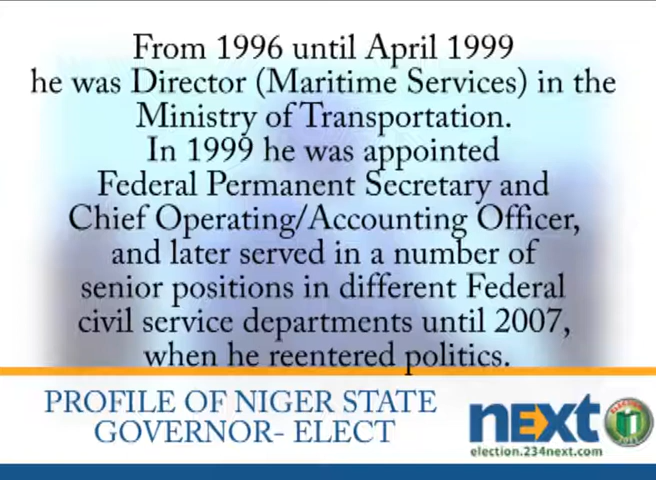 From 1996 until April 1999
he was Director (Maritime Services) in the
Ministry of Transportation.
In 1999 he was appointed
Federal Permanent Secretary and
Chief Operating/Accounting Officer,
and later served in a number of
senior positions in different Federal
civil service departments until 2007,
when he reentered politics.
PROFILE OF NIGER STATE
GOVERNOR- ELECT
next
election.234next.com